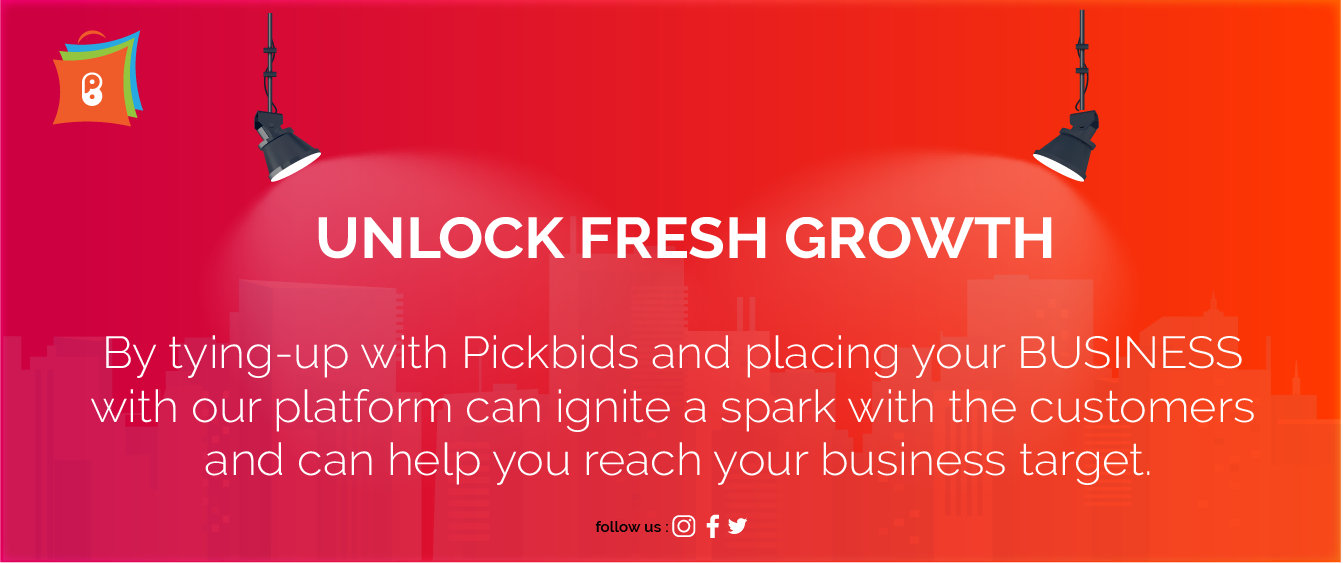 UNLOCK FRESH GROWTH
By tying-up with Pickbids and placing your BUSINESS
with our platform can ignite a spark with the customers
and can help you reach your business target.
follow us :